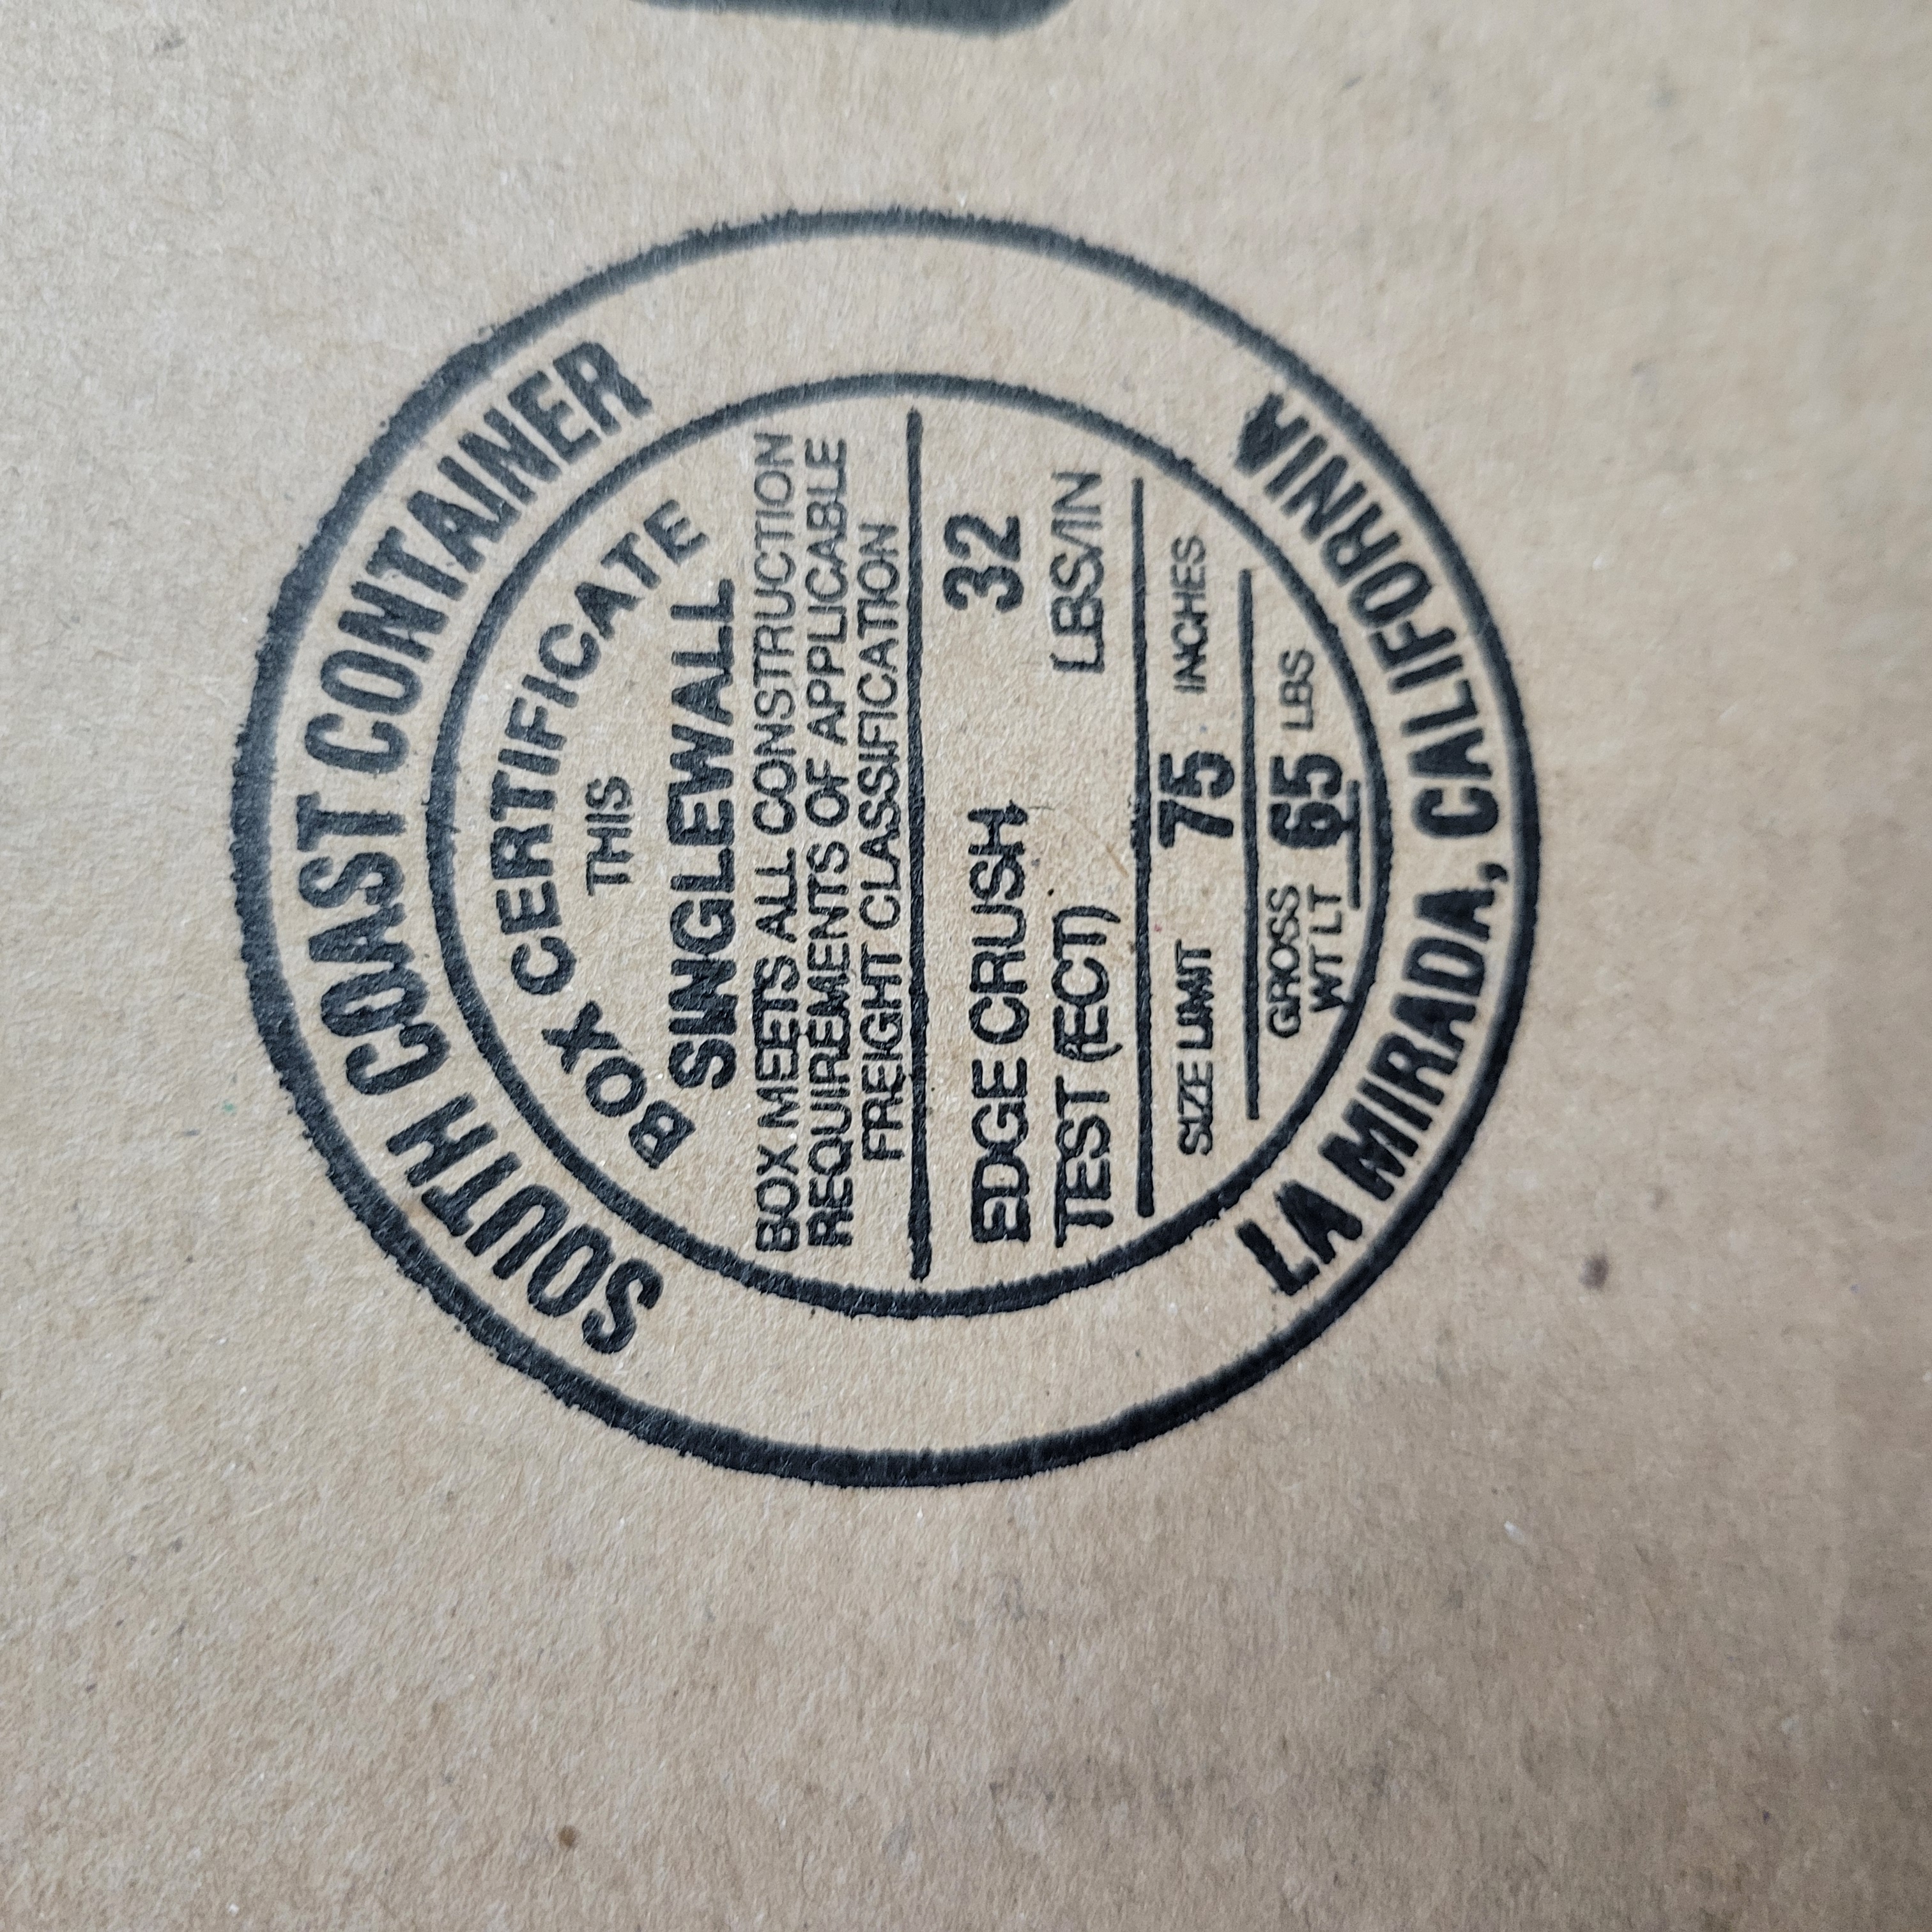 SOUTH COAST CONTAINER
BOX CERTIFICATE
THIS
SINGLEWALL
BOX MEETS ALL CONSTRUCTION
REQUIREMENTS OF APPLICABLE
FREIGHT CLASSIFICATION
EDGE CRUSH 32
TEST (ECT) LBS/IN
SIZE LIMIT 75 INCHES
GROSS 65 LBS
WT LT
LA MIRADA, CALIFORNIA